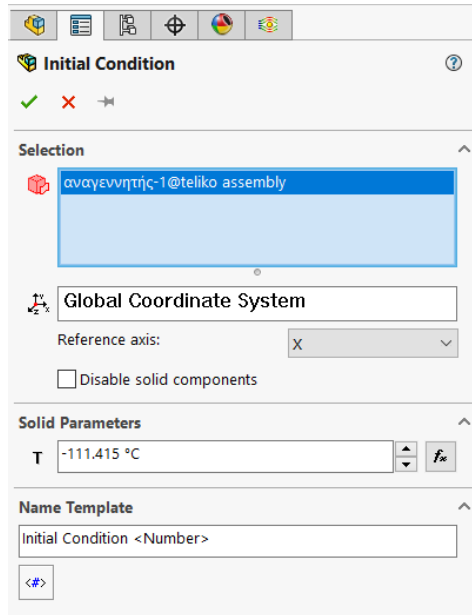 Initial Condition
Selection
αναγεννητής-1@teliko assembly
Global Coordinate System
Reference axis:
X
Disable solid components
Solid Parameters
T
-111.415 °C
fx
Name Template
Initial Condition <Number>
<#>